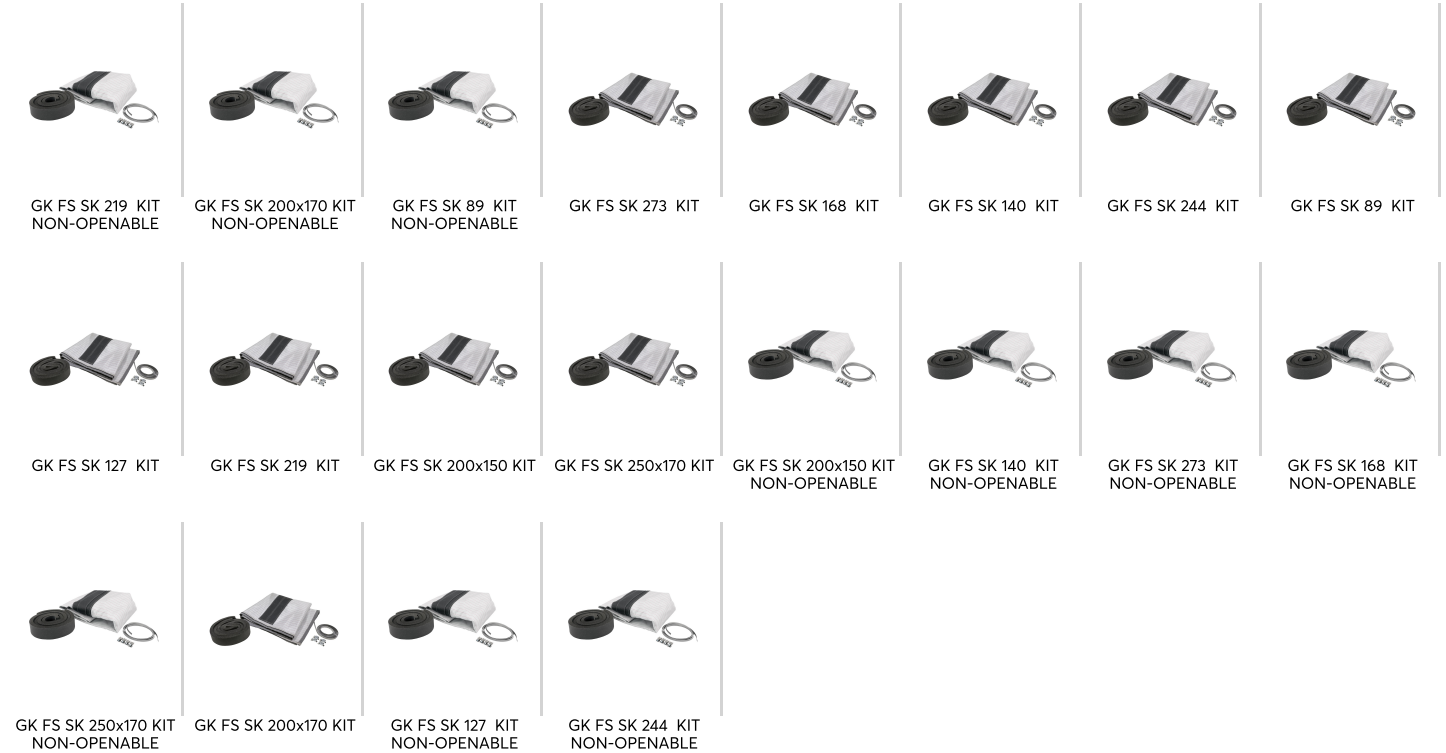 GK FS SK 219  KIT
NON-OPENABLE
GK FS SK 200x170 KIT
NON-OPENABLE
GK FS SK 89  KIT
NON-OPENABLE
GK FS SK 273  KIT
GK FS SK 168  KIT
GK FS SK 140  KIT
GK FS SK 244  KIT
GK FS SK 89  KIT
GK FS SK 127  KIT
GK FS SK 219  KIT
GK FS SK 200x150 KIT
GK FS SK 250x170 KIT
GK FS SK 200x150 KIT
NON-OPENABLE
GK FS SK 140  KIT
NON-OPENABLE
GK FS SK 273  KIT
NON-OPENABLE
GK FS SK 168  KIT
NON-OPENABLE
GK FS SK 250x170 KIT
NON-OPENABLE
GK FS SK 200x170 KIT
GK FS SK 127  KIT
NON-OPENABLE
GK FS SK 244  KIT
NON-OPENABLE